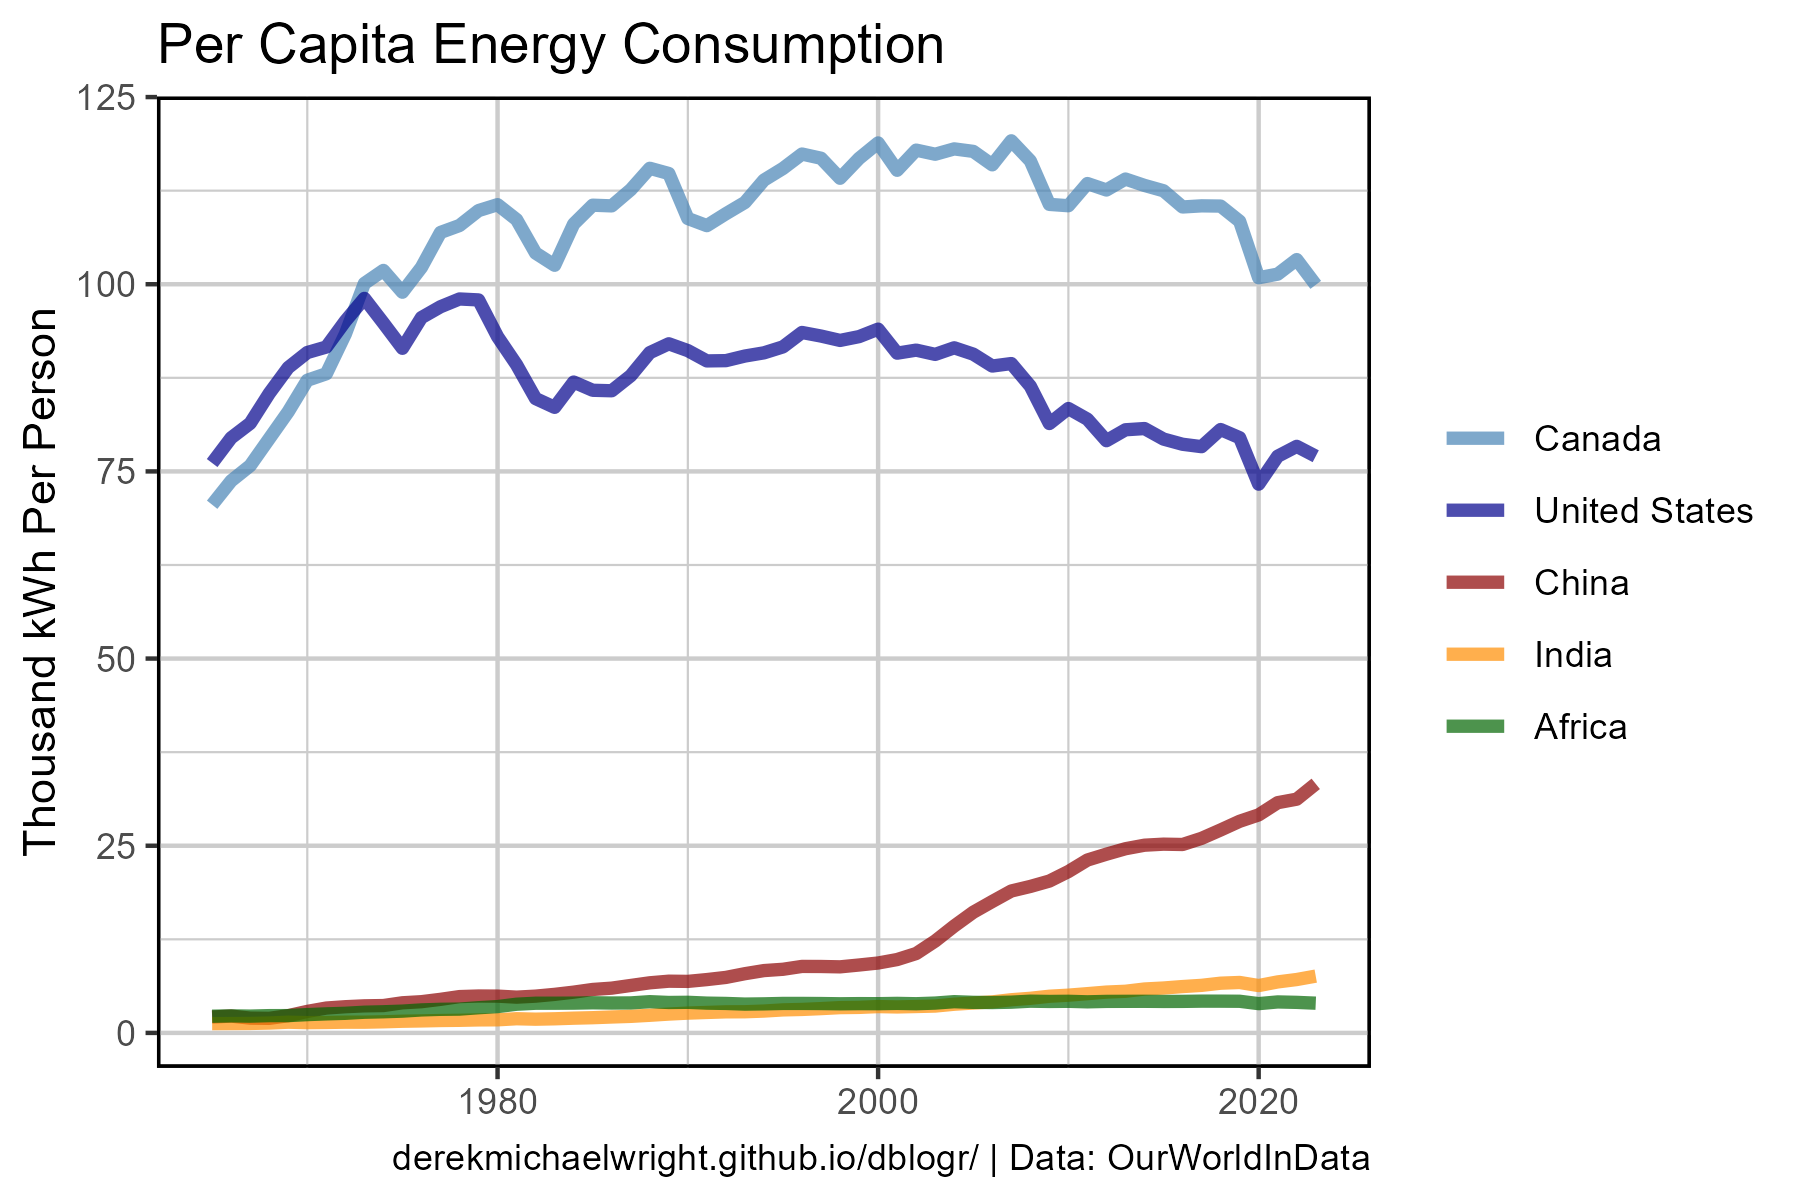 Per Capita Energy Consumption
Thousand kWh Per Person
125
100
75
50
25
0
1980
2000
2020
Canada
United States
China
India
Africa
derekmichaelwright.github.io/dblogr/ | Data: OurWorldInData